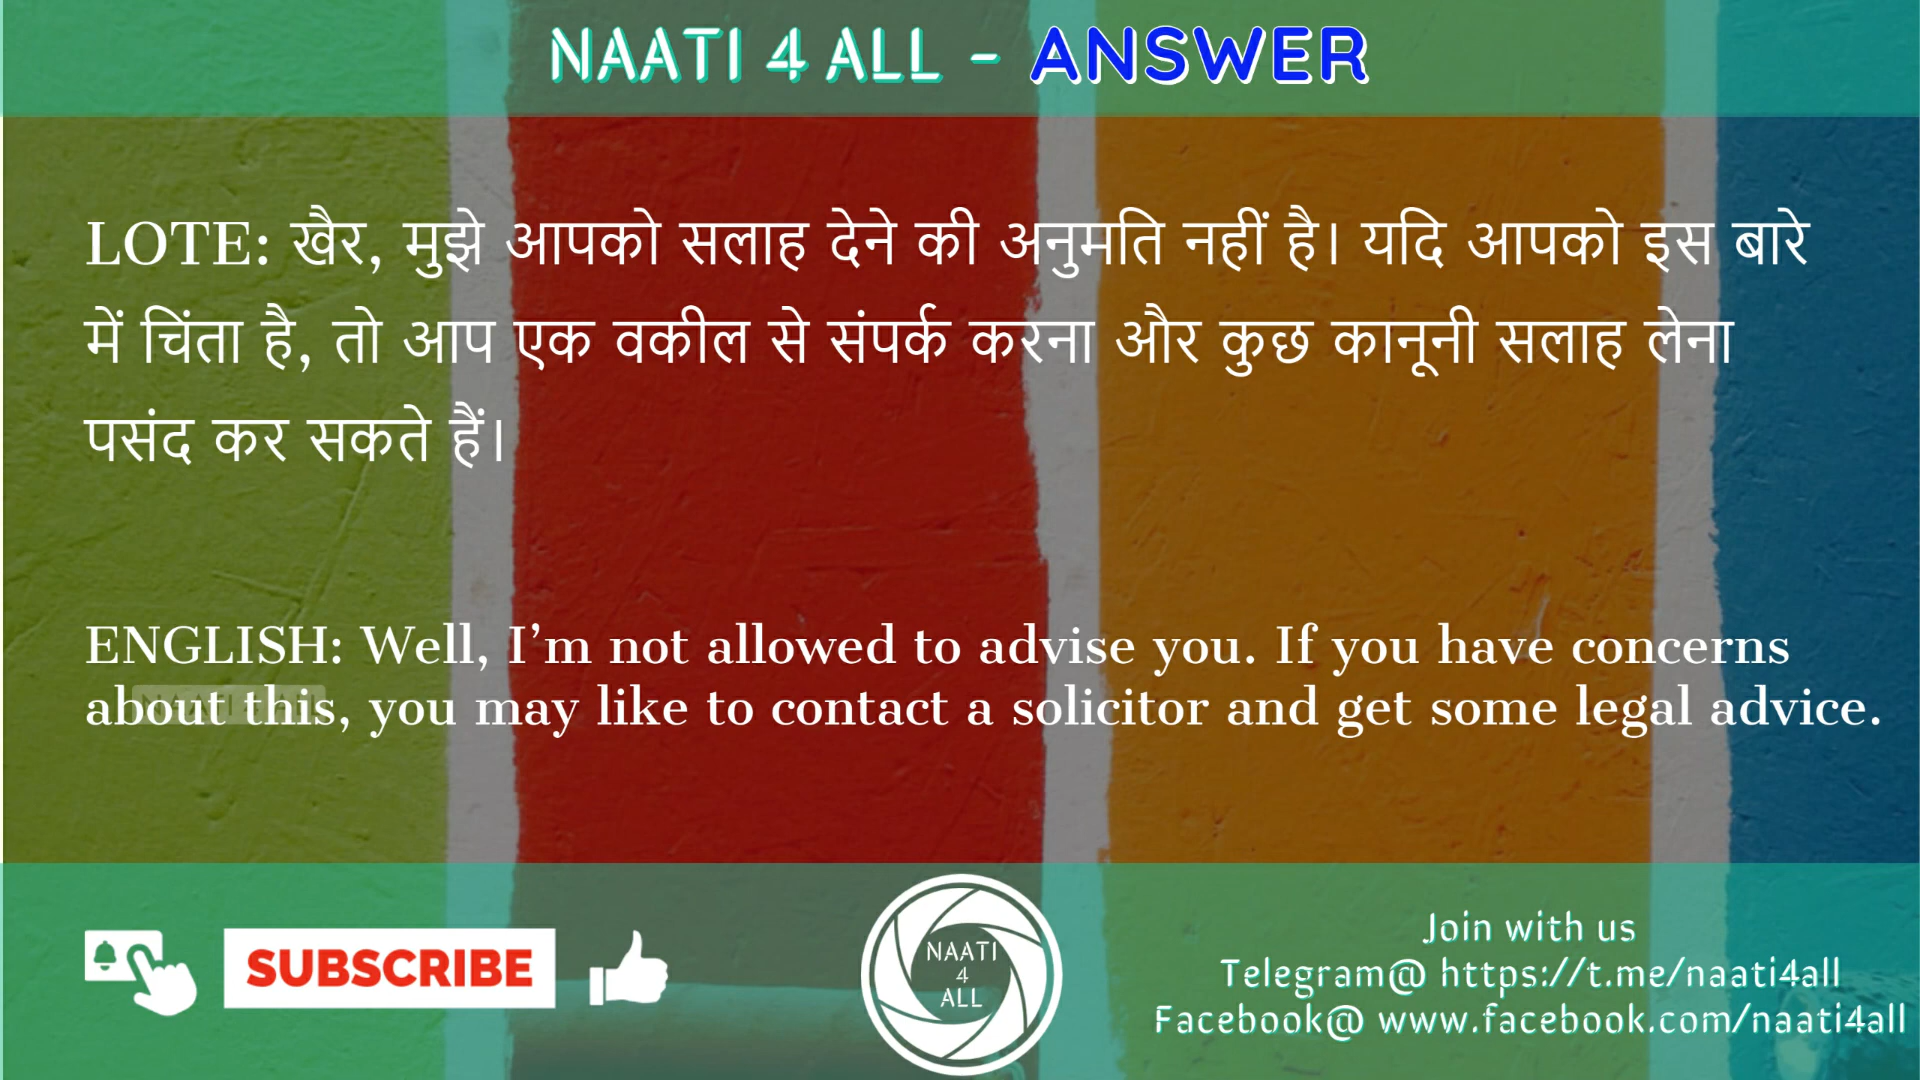 NAATI 4 ALL - ANSWER
LOTE: खैर, मुझे आपको सलाह देने की अनुमति नहीं है। यदि आपको इस बारे
में चिंता है, तो आप एक वकील से संपर्क करना और कुछ कानूनी सलाह लेना
पसंद कर सकते हैं।
ENGLISH: Well, I’m not allowed to advise you. If you have concerns
about this, you may like to contact a solicitor and get some legal advice.
NAATI 4 ALL
SUBSCRIBE
NAATI
4
ALL
Join with us
Telegram@ https://t.me/naati4all
Facebook@ www.facebook.com/naati4all